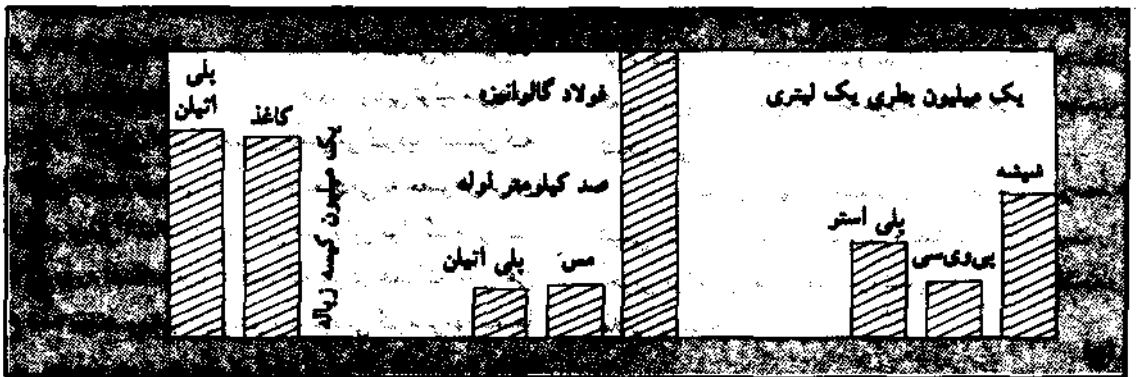 یک میلیون بطری یک لیتری
شیشه
پلی استر
پی‌وی‌سی
فولاد گالوانیزه
صد کیلومتر لوله
مس
پلی اتیلن
یک میلیون کیسه زباله
کاغذ
پلی
اتیلن